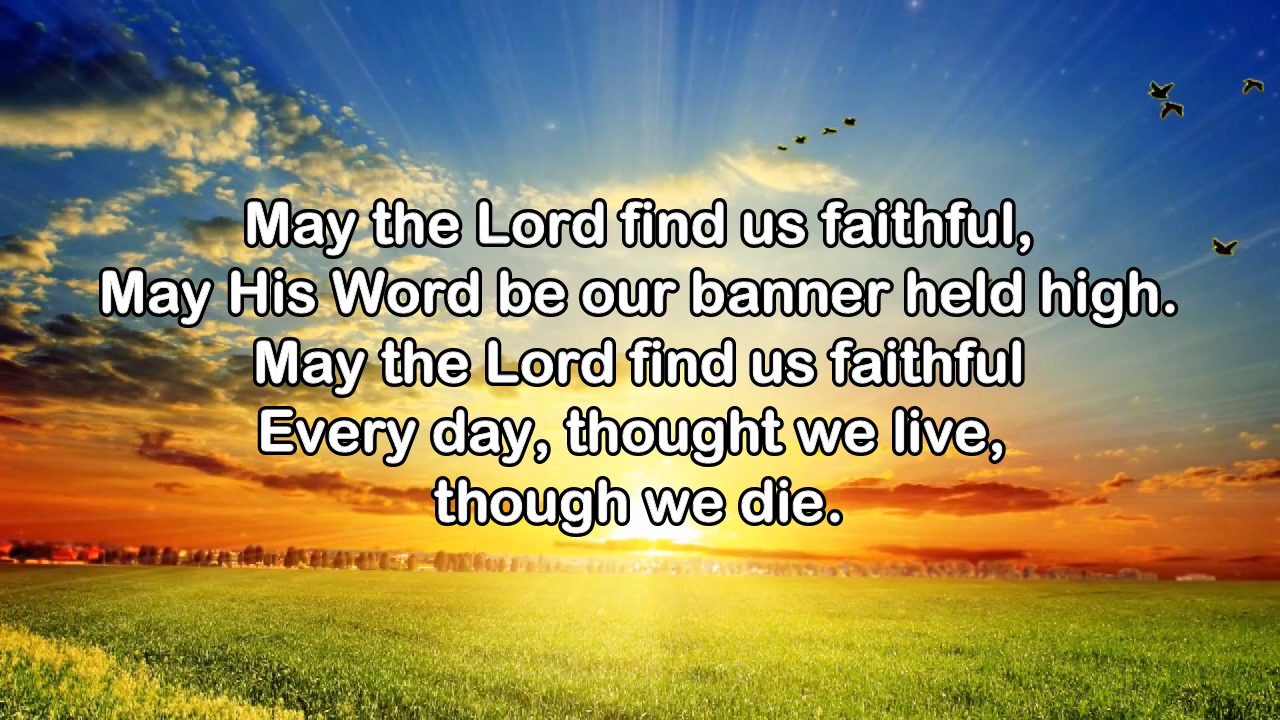 May the Lord find us faithful,
May His Word be our banner held high.
May the Lord find us faithful
Every day, thought we live,
though we die.